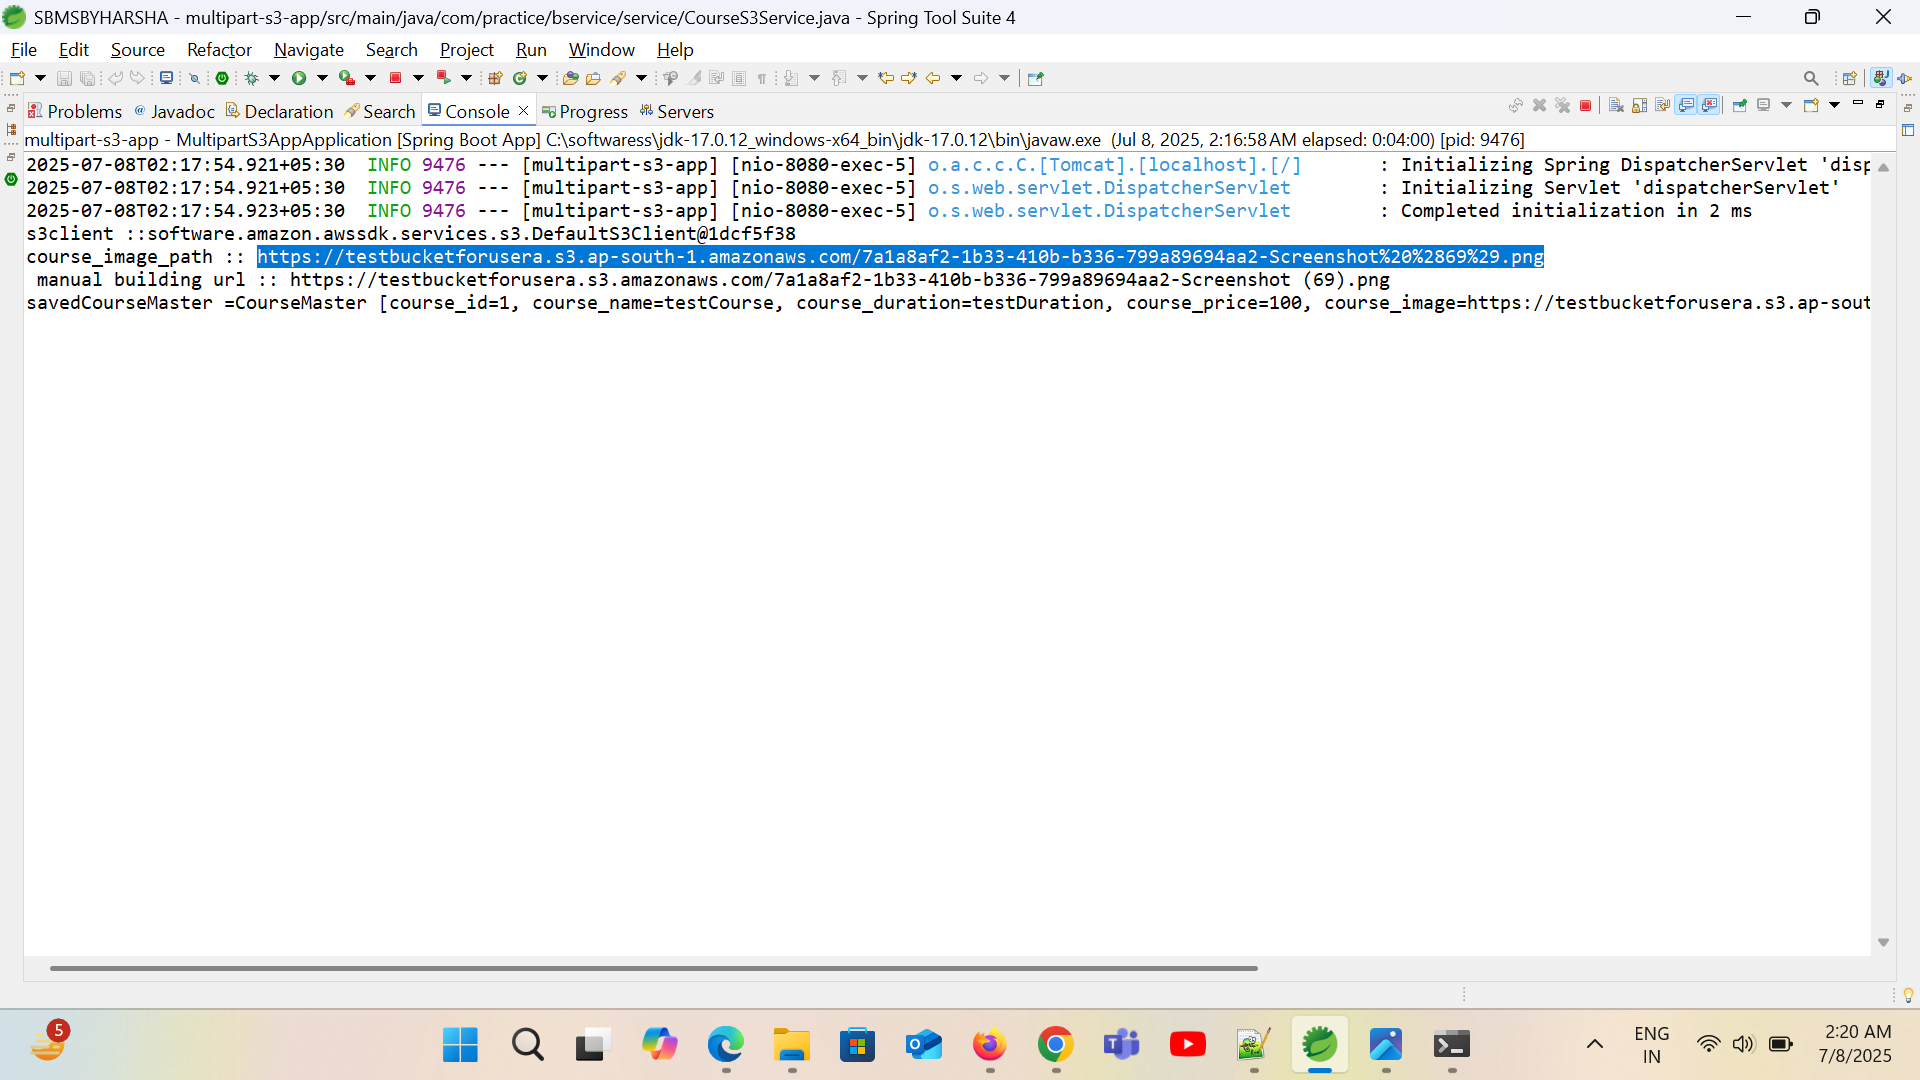 SBMSBYHARSHA - multipart-s3-app/src/main/java/com/practice/bservice/service/CourseS3Service.java - Spring Tool Suite 4
File Edit Source Refactor Navigate Search Project Run Window Help
Problems @ Javadoc Declaration Search Console Progress Servers
multipart-s3-app - MultipartS3AppApplication [Spring Boot App] C:\softwaress\jdk-17.0.12_windows-x64_bin\jdk-17.0.12\bin\javaw.exe (Jul 8, 2025, 2:16:58 AM elapsed: 0:04:00) [pid: 9476]
2025-07-08T02:17:54.921+05:30 INFO 9476 --- [multipart-s3-app] [nio-8080-exec-5] o.a.c.c.C.[Tomcat].[localhost].[/] : Initializing Spring DispatcherServlet 'disp
2025-07-08T02:17:54.921+05:30 INFO 9476 --- [multipart-s3-app] [nio-8080-exec-5] o.s.web.servlet.DispatcherServlet : Initializing Servlet 'dispatcherServlet'
2025-07-08T02:17:54.923+05:30 INFO 9476 --- [multipart-s3-app] [nio-8080-exec-5] o.s.web.servlet.DispatcherServlet : Completed initialization in 2 ms
s3client ::software.amazon.awssdk.services.s3.DefaultS3Client@1dcf5f38
course_image_path :: https://testbucketforusera.s3.ap-south-1.amazonaws.com/7a1a8af2-1b33-410b-b336-799a89694aa2-Screenshot%20%2869%29.png
manual building url :: https://testbucketforusera.s3.amazonaws.com/7a1a8af2-1b33-410b-b336-799a89694aa2-Screenshot (69).png
savedCourseMaster =CourseMaster [course_id=1, course_name=testCourse, course_duration=testDuration, course_price=100, course_image=https://testbucketforusera.s3.ap-sout
5
ENG
IN
2:20 AM
7/8/2025